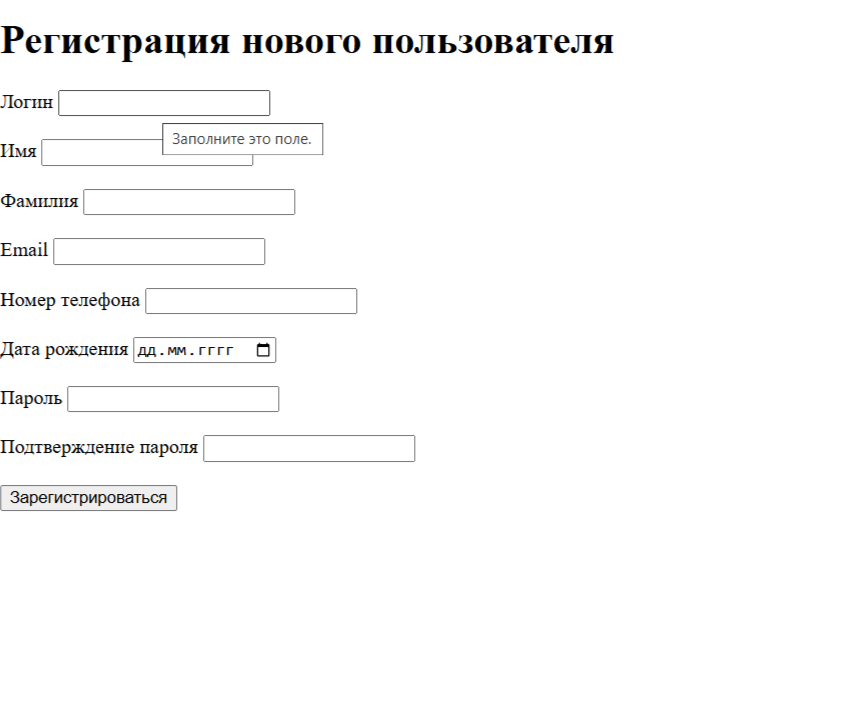 Регистрация нового пользователя
Логин
Заполните это поле.
Имя
Фамилия
Email
Номер телефона
Дата рождения дд.мм.гггг
Пароль
Подтверждение пароля
Зарегистрироваться